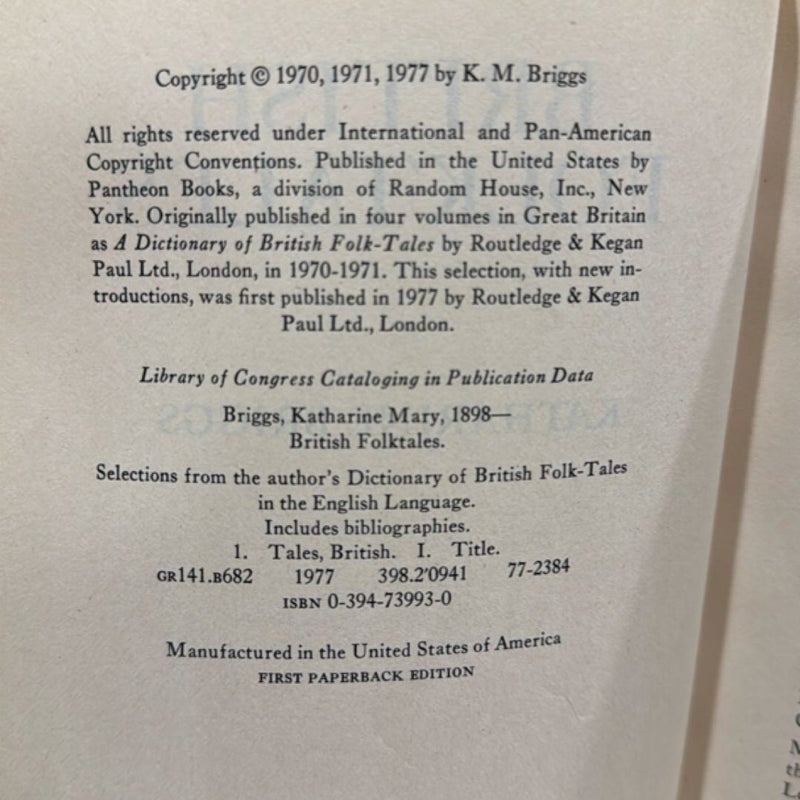 Copyright © 1970, 1971, 1977 by K. M. Briggs
All rights reserved under International and Pan-American
Copyright Conventions. Published in the United States by
Pantheon Books, a division of Random House, Inc., New
York. Originally published in four volumes in Great Britain
as A Dictionary of British Folk-Tales by Routledge & Kegan
Paul Ltd., London, in 1970-1971. This selection, with new in-
troductions, was first published in 1977 by Routledge & Kegan
Paul Ltd., London.
Library of Congress Cataloging in Publication Data
Briggs, Katharine Mary, 1898—
British Folktales.
Selections from the author's Dictionary of British Folk-Tales
in the English Language.
Includes bibliographies.
1. Tales, British. I. Title.
GR141.B682 1977 398.2'0941 77-2384
ISBN 0-394-73993-0
Manufactured in the United States of America
FIRST PAPERBACK EDITION